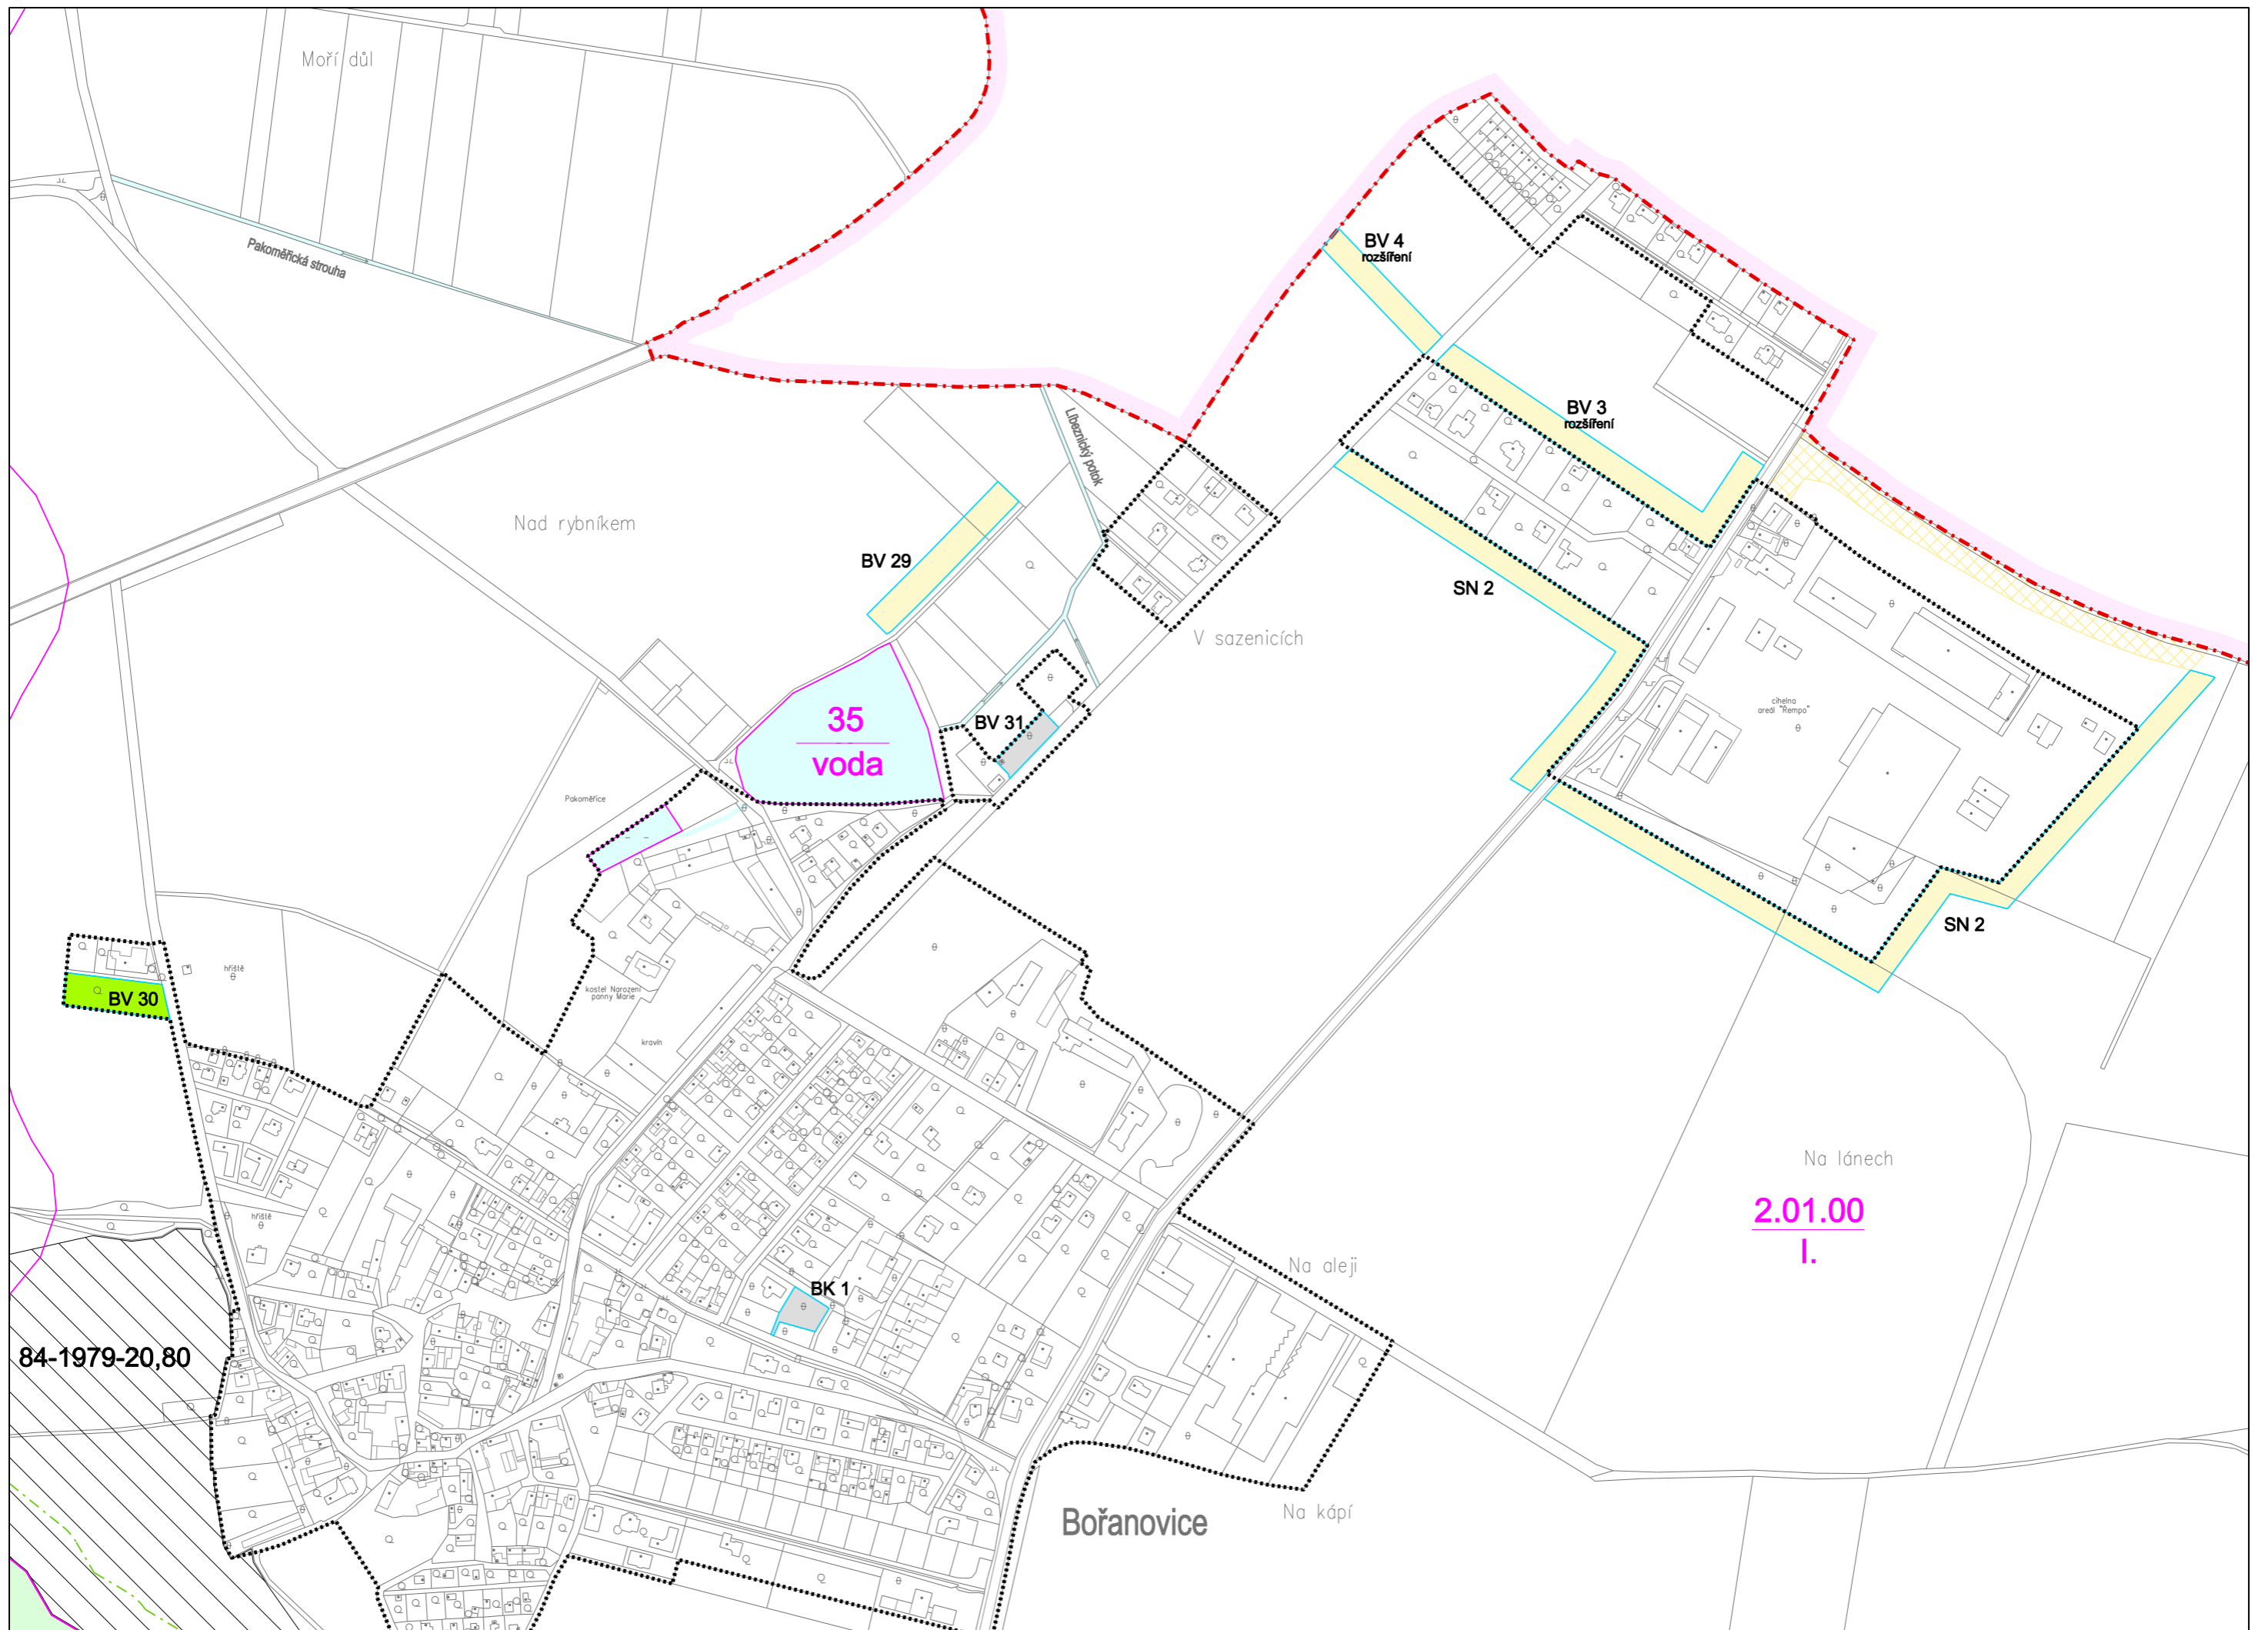 Moří důl
Pakoměřická strouha
BV 4
rozšíření
BV 3
rozšíření
Líbeznický potok
Nad rybníkem
BV 29
SN 2
V sazenicích
cihelna
areál "Rempo"
35
voda
BV 31
Pakoměřice
SN 2
hřiště
BV 30
kostel Narození
panny Marie
kravín
Na lánech
2.01.00
I.
hřiště
Na aleji
BK 1
84-1979-20,80
Bořanovice
Na kápí